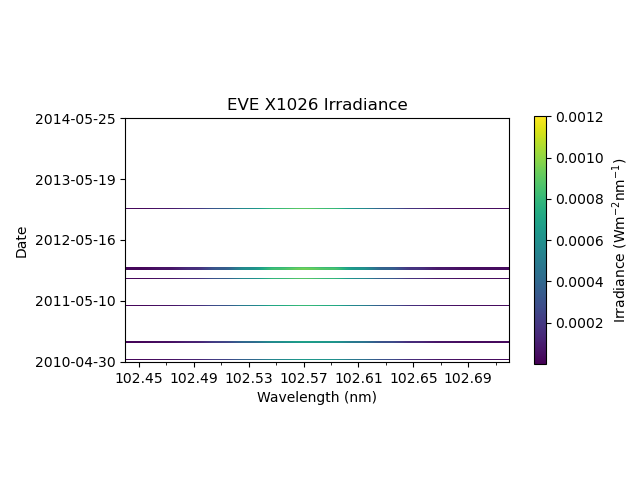 EVE X1026 Irradiance
2014-05-25
2013-05-19
2012-05-16
2011-05-10
2010-04-30
Date
102.45 102.49 102.53 102.57 102.61 102.65 102.69
Wavelength (nm)
0.0012
0.0010
0.0008
0.0006
0.0004
0.0002
Irradiance (Wm⁻²nm⁻¹)